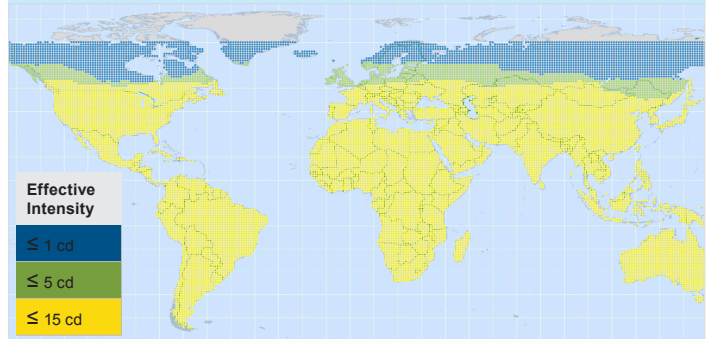 Effective
Intensity
≤ 1 cd
≤ 5 cd
≤ 15 cd